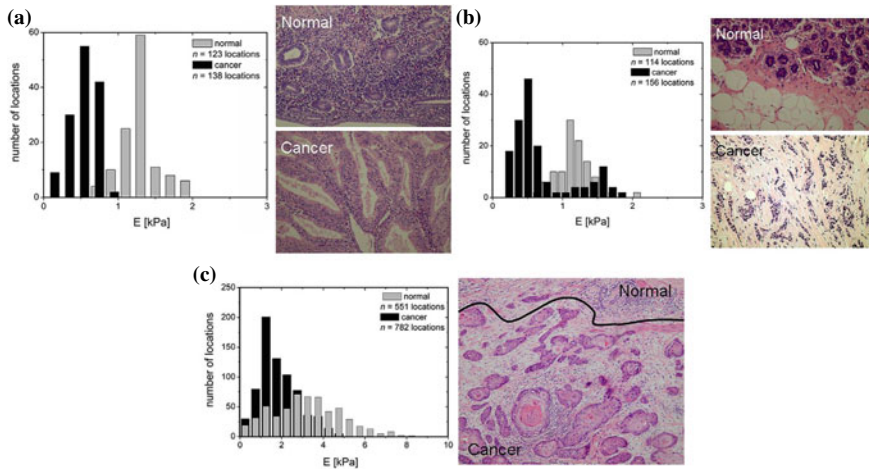 (a)
60
40
20
0
0
1
2
3
number of locations
E [kPa]
normal
n = 123 locations
cancer
n = 138 locations
Normal
Cancer
(b)
60
40
20
0
0
1
2
3
number of locations
E [kPa]
normal
n = 114 locations
cancer
n = 156 locations
Normal
Cancer
(c)
250
200
150
100
50
0
0
2
4
6
8
10
number of locations
E [kPa]
normal
n = 551 locations
cancer
n = 782 locations
Normal
Cancer